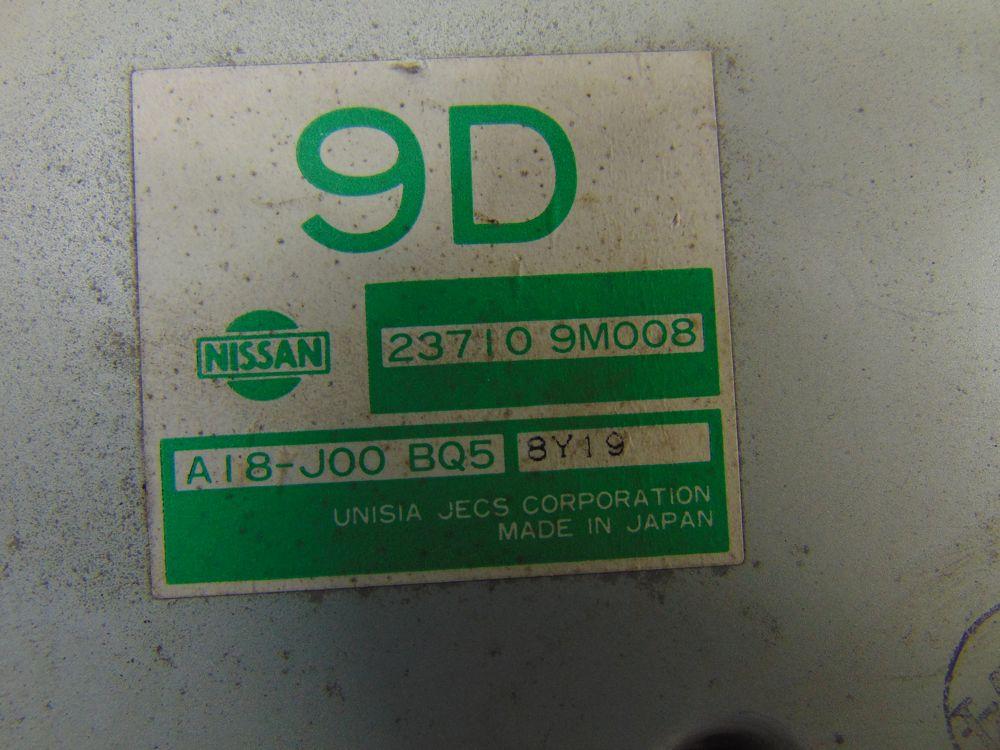 9D
NISSAN
23710 9M008
A18-J00 BQ5
8Y19
UNISIA JECS CORPORATION
MADE IN JAPAN